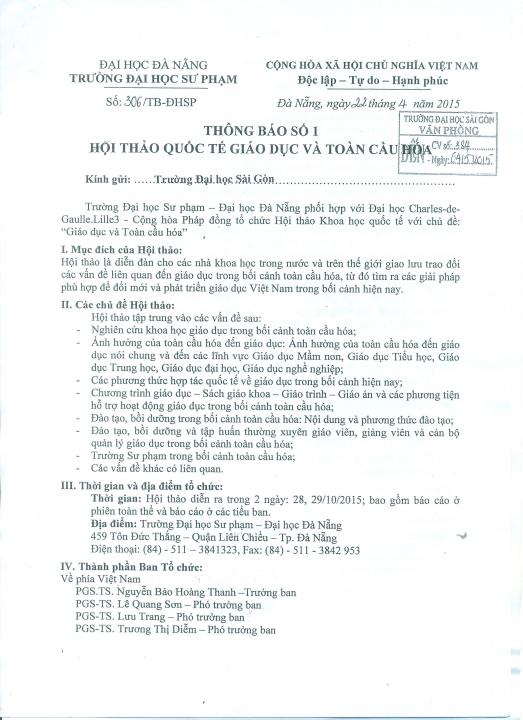 ĐẠI HỌC ĐÀ NẴNG
TRƯỜNG ĐẠI HỌC SƯ PHẠM
CỘNG HÒA XÃ HỘI CHỦ NGHĨA VIỆT NAM
Độc lập – Tự do – Hạnh phúc
Số: 306/TB-ĐHSP
Đà Nẵng, ngày 22 tháng 4 năm 2015
TRƯỜNG ĐẠI HỌC SÀI GÒN
VĂN PHÒNG
ĐẾN
CV số: 384
Ngày:
THÔNG BÁO SỐ 1
HỘI THẢO QUỐC TẾ GIÁO DỤC VÀ TOÀN CẦU HÓA
Kính gửi: ......Trường Đại học Sài Gòn......
Trường Đại học Sư phạm – Đại học Đà Nẵng phối hợp với Đại học Charles-de-
Gaulle.Lille3 - Cộng hòa Pháp đồng tổ chức Hội thảo Khoa học quốc tế với chủ đề:
“Giáo dục và Toàn cầu hóa”
I. Mục đích của Hội thảo:
Hội thảo là diễn đàn cho các nhà khoa học trong nước và trên thế giới giao lưu trao đổi
các vấn đề liên quan đến giáo dục trong bối cảnh toàn cầu hóa, từ đó tìm ra các giải pháp
phù hợp để đổi mới và phát triển giáo dục Việt Nam trong bối cảnh hiện nay.
II. Các chủ đề Hội thảo:
Hội thảo tập trung vào các vấn đề sau:
- Nghiên cứu khoa học giáo dục trong bối cảnh toàn cầu hóa;
- Ảnh hưởng của toàn cầu hóa đến giáo dục: Ảnh hưởng của toàn cầu hóa đến giáo
dục nói chung và đến các lĩnh vực Giáo dục Mầm non, Giáo dục Tiểu học, Giáo
dục Trung học, Giáo dục đại học, Giáo dục nghề nghiệp;
- Các phương thức hợp tác quốc tế về giáo dục trong bối cảnh hiện nay;
- Chương trình giáo dục – Sách giáo khoa – Giáo trình – Giáo án và các phương tiện
hỗ trợ hoạt động giáo dục trong bối cảnh toàn cầu hóa;
- Đào tạo, bồi dưỡng trong bối cảnh toàn cầu hóa: Nội dung và phương thức đào tạo;
- Đào tạo, bồi dưỡng và tập huấn thường xuyên giáo viên, giảng viên và cán bộ
quản lý giáo dục trong bối cảnh toàn cầu hóa;
- Trường Sư phạm trong bối cảnh toàn cầu hóa;
- Các vấn đề khác có liên quan.
III. Thời gian và địa điểm tổ chức:
Thời gian: Hội thảo diễn ra trong 2 ngày: 28, 29/10/2015; bao gồm báo cáo ở
phiên toàn thể và báo cáo ở các tiểu ban.
Địa điểm: Trường Đại học Sư phạm – Đại học Đà Nẵng
459 Tôn Đức Thắng – Quận Liên Chiểu – Tp. Đà Nẵng
Điện thoại: (84) - 511 – 3841323, Fax: (84) - 511 - 3842 953
IV. Thành phần Ban Tổ chức:
Về phía Việt Nam
PGS.TS. Nguyễn Bảo Hoàng Thanh –Trưởng ban
PGS-TS. Lê Quang Sơn – Phó trưởng ban
PGS-TS. Lưu Trang – Phó trưởng ban
PGS-TS. Trương Thị Diễm – Phó trưởng ban